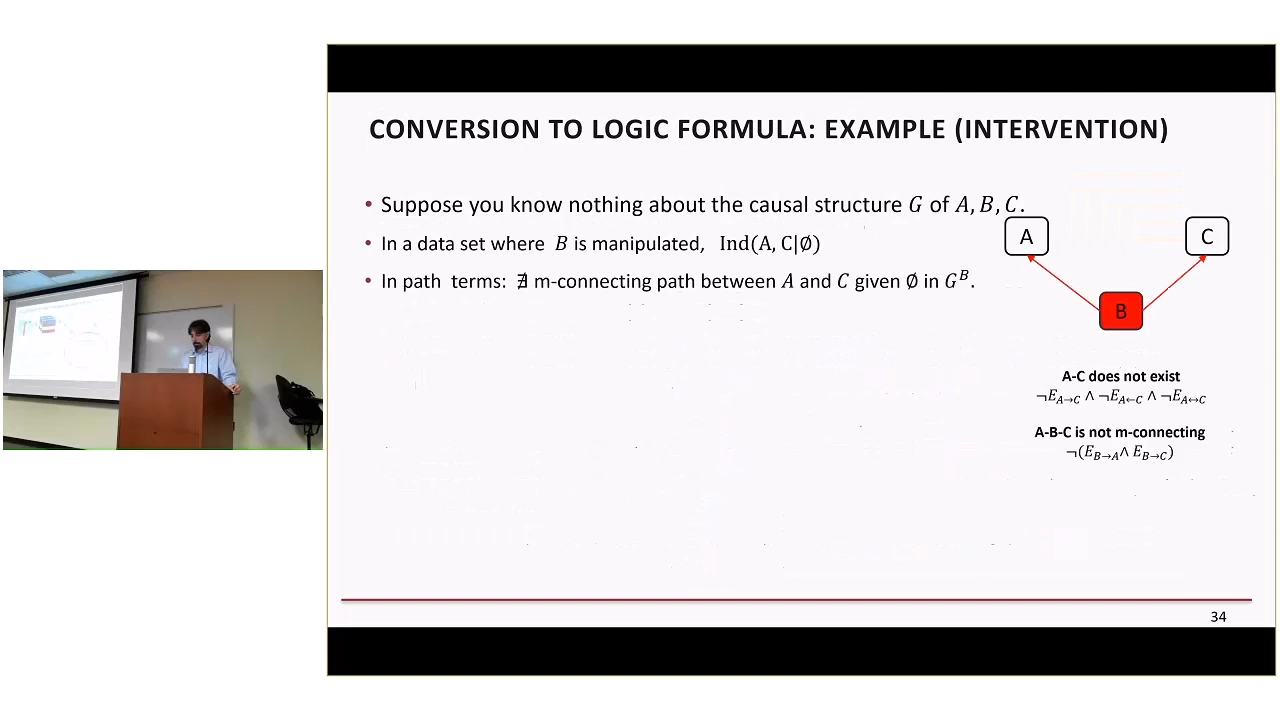 CONVERSION TO LOGIC FORMULA: EXAMPLE (INTERVENTION)
• Suppose you know nothing about the causal structure G of A, B, C.
• In a data set where B is manipulated, Ind(A, C|∅)
• In path terms: ∄ m-connecting path between A and C given ∅ in G^B.
A
C
B
A-C does not exist
¬E_{A→C} ∧ ¬E_{A←C} ∧ ¬E_{A↔C}
A-B-C is not m-connecting
¬(E_{B→A}∧ E_{B→C})
34